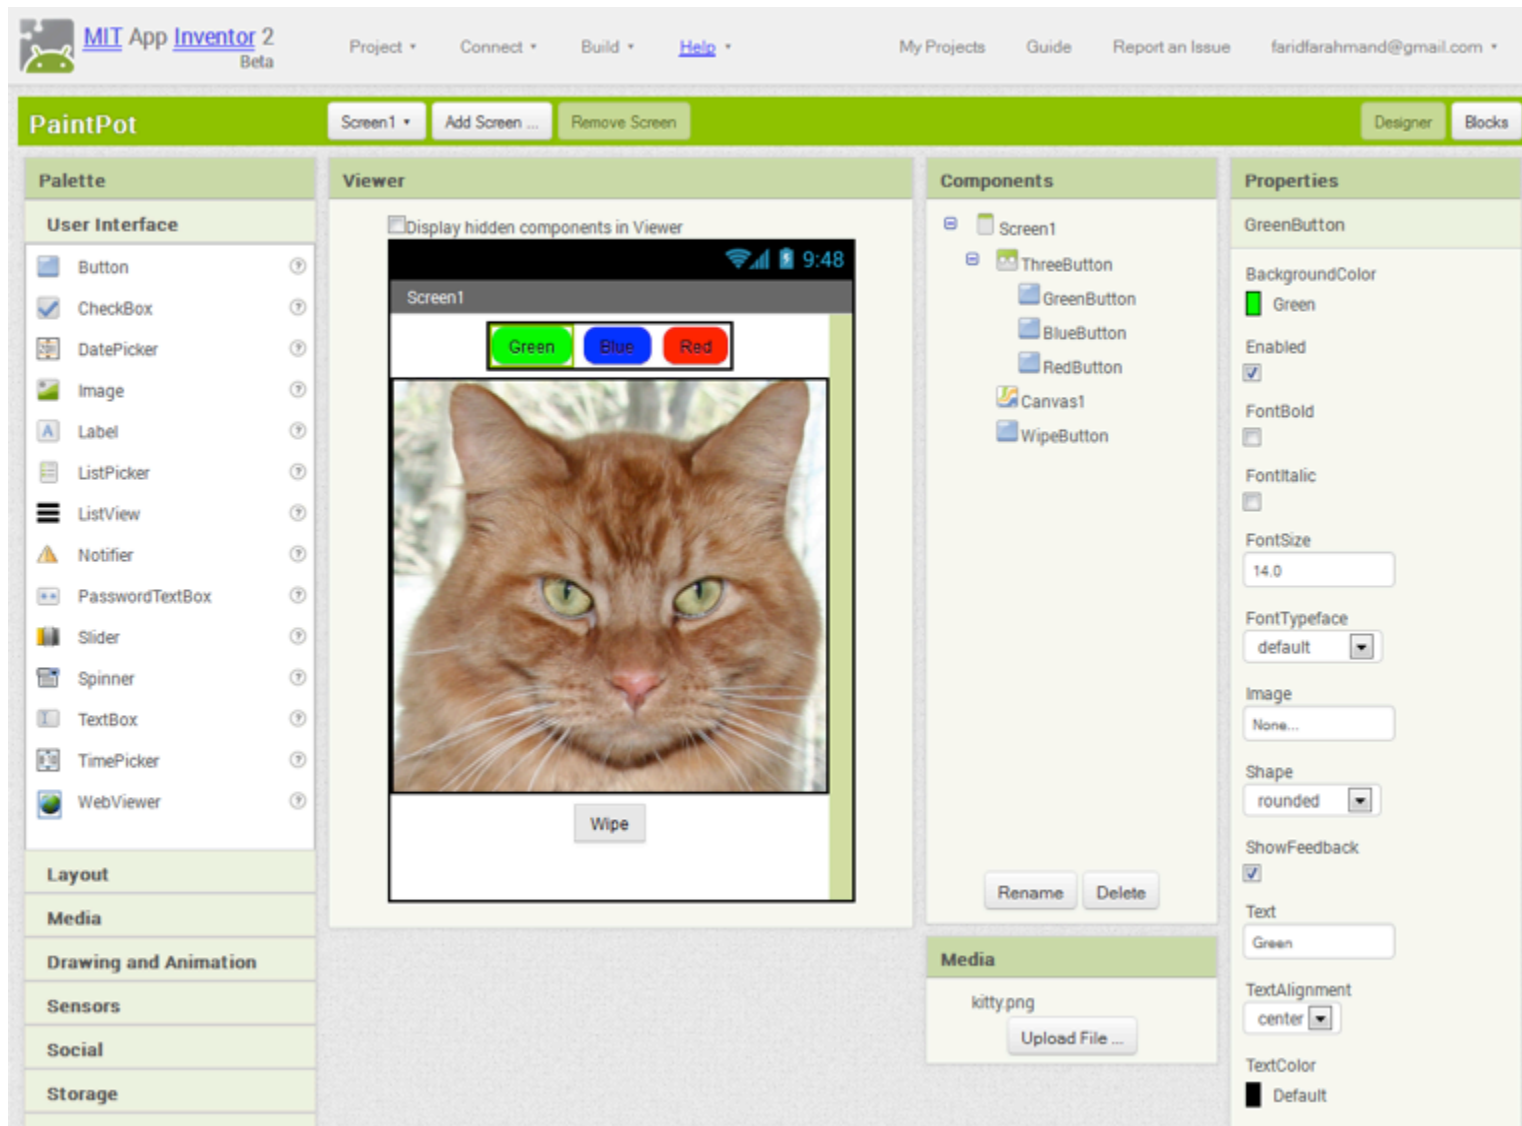 MIT App Inventor 2
Beta
Project
Connect
Build
Help
My Projects
Guide
Report an Issue
faridfarahmand@gmail.com
PaintPot
Screen1
Add Screen ...
Remove Screen
Designer
Blocks
Palette
User Interface
Button
CheckBox
DatePicker
Image
Label
ListPicker
ListView
Notifier
PasswordTextBox
Slider
Spinner
TextBox
TimePicker
WebViewer
Layout
Media
Drawing and Animation
Sensors
Social
Storage
Viewer
Display hidden components in Viewer
9:48
Screen1
Green
Blue
Red
Wipe
Components
Screen1
ThreeButton
GreenButton
BlueButton
RedButton
Canvas1
WipeButton
Rename
Delete
Media
kitty.png
Upload File ...
Properties
GreenButton
BackgroundColor
Green
Enabled
FontBold
FontItalic
FontSize
14.0
FontTypeface
default
Image
None...
Shape
rounded
ShowFeedback
Text
Green
TextAlignment
center
TextColor
Default